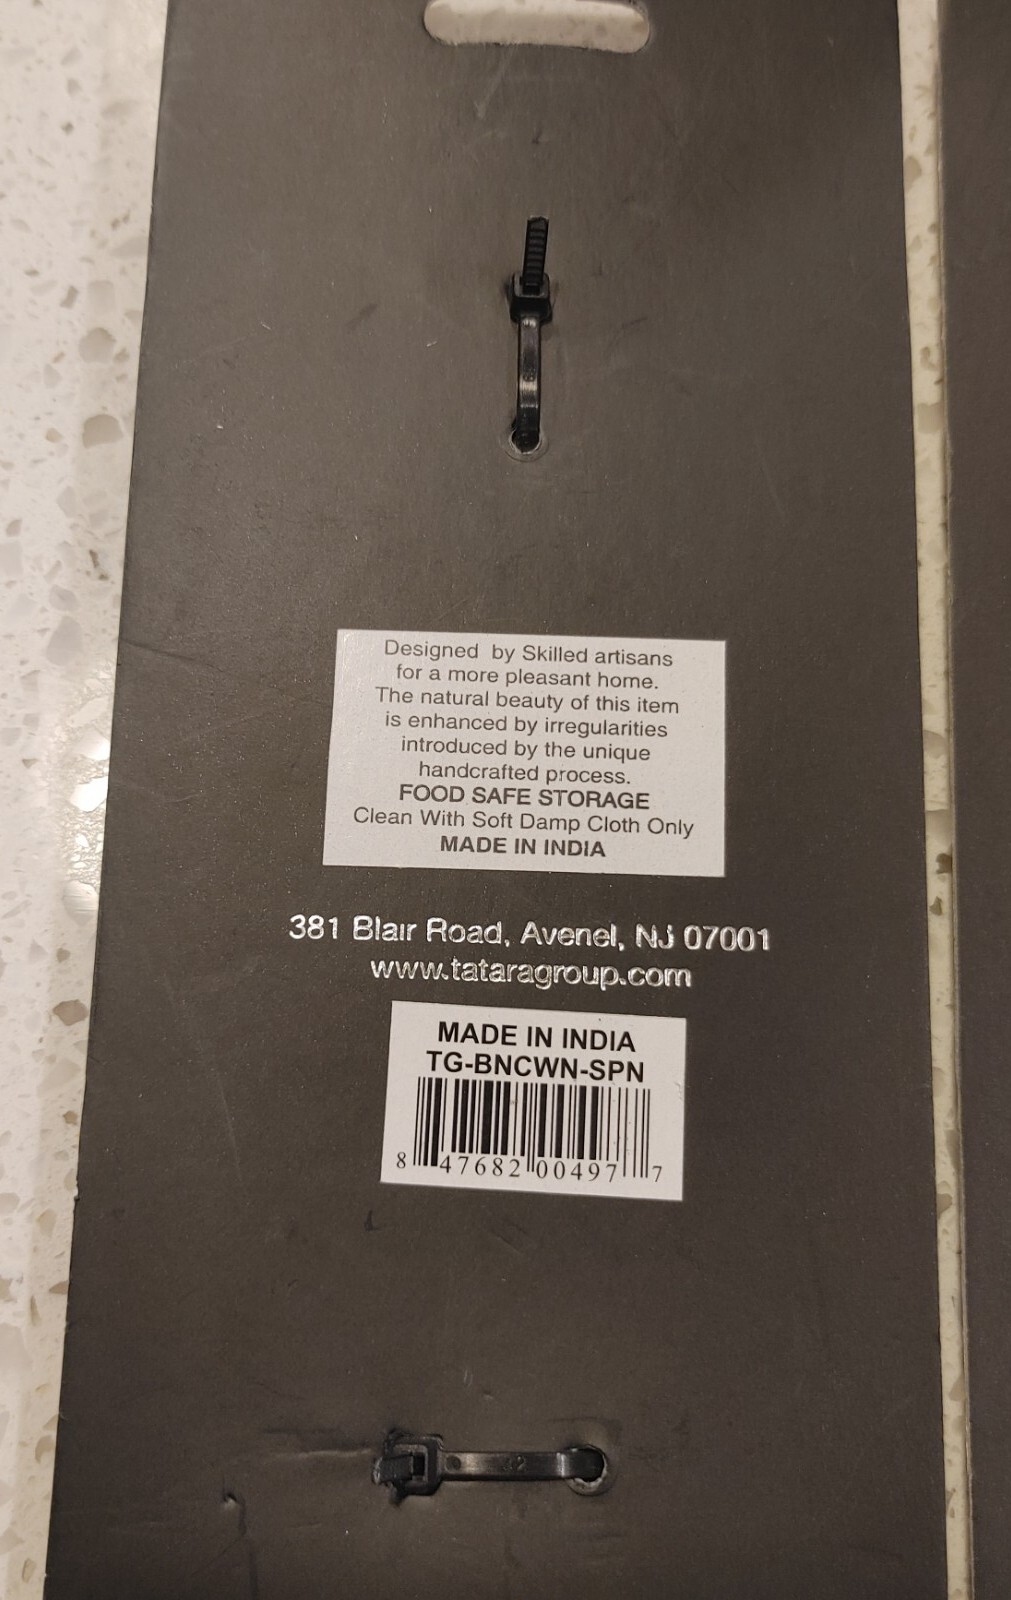 Designed by Skilled artisans
for a more pleasant home.
The natural beauty of this item
is enhanced by irregularities
introduced by the unique
handcrafted process.
FOOD SAFE STORAGE
Clean With Soft Damp Cloth Only
MADE IN INDIA
381 Blair Road, Avenel, NJ 07001
www.tataragroup.com
MADE IN INDIA
TG-BNCWN-SPN
8 47682 00497 7